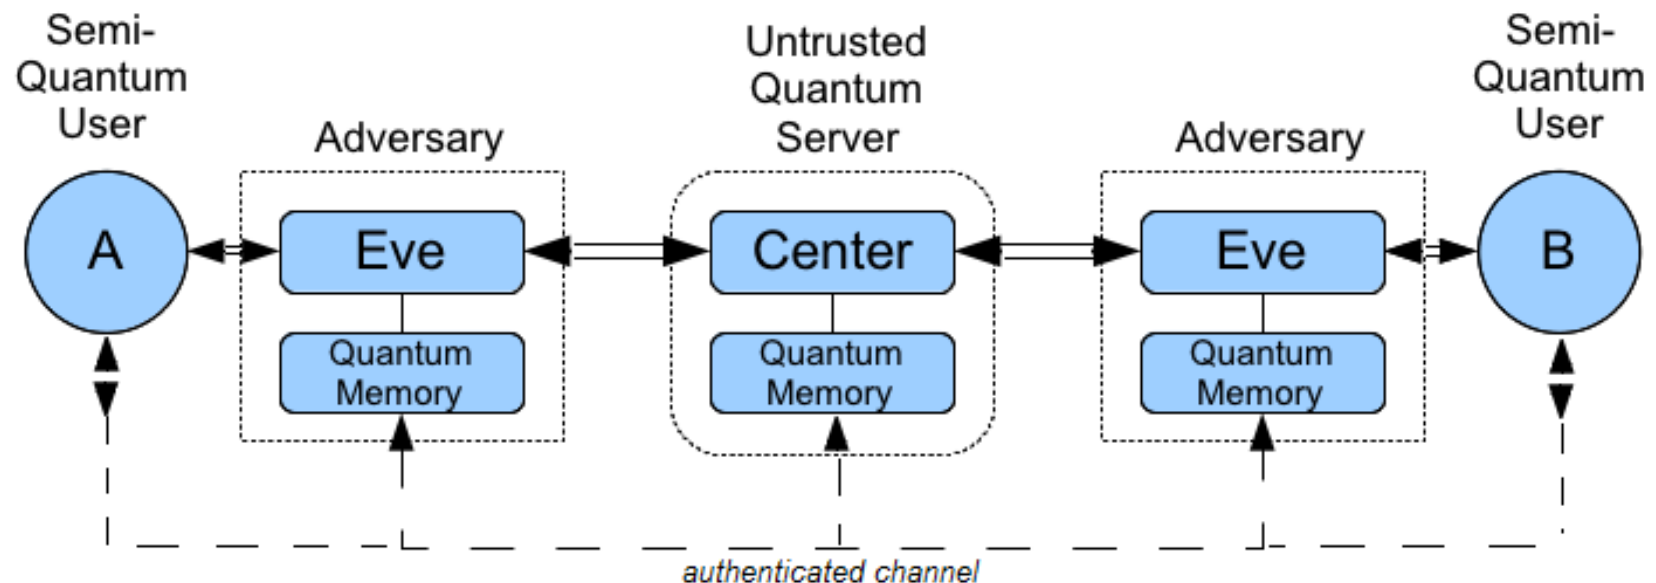 Semi-
Quantum
User
Adversary
Untrusted
Quantum
Server
Adversary
Semi-
Quantum
User
A
Eve
Center
Eve
B
Quantum
Memory
Quantum
Memory
Quantum
Memory
authenticated channel